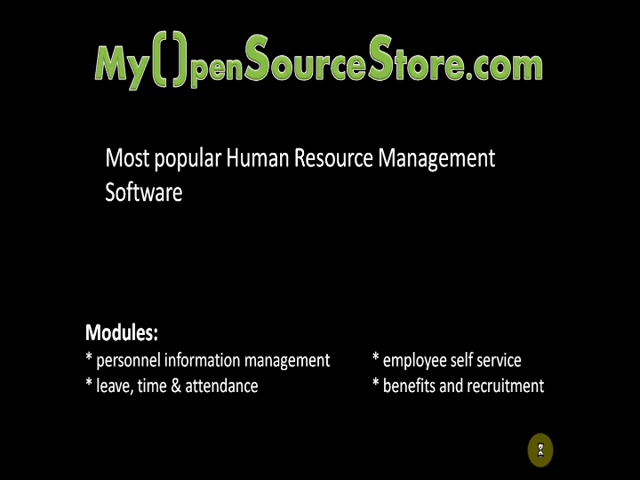 My()penSourceStore.com
Most popular Human Resource Management
Software
Modules:
* personnel information management * employee self service
* leave, time & attendance * benefits and recruitment